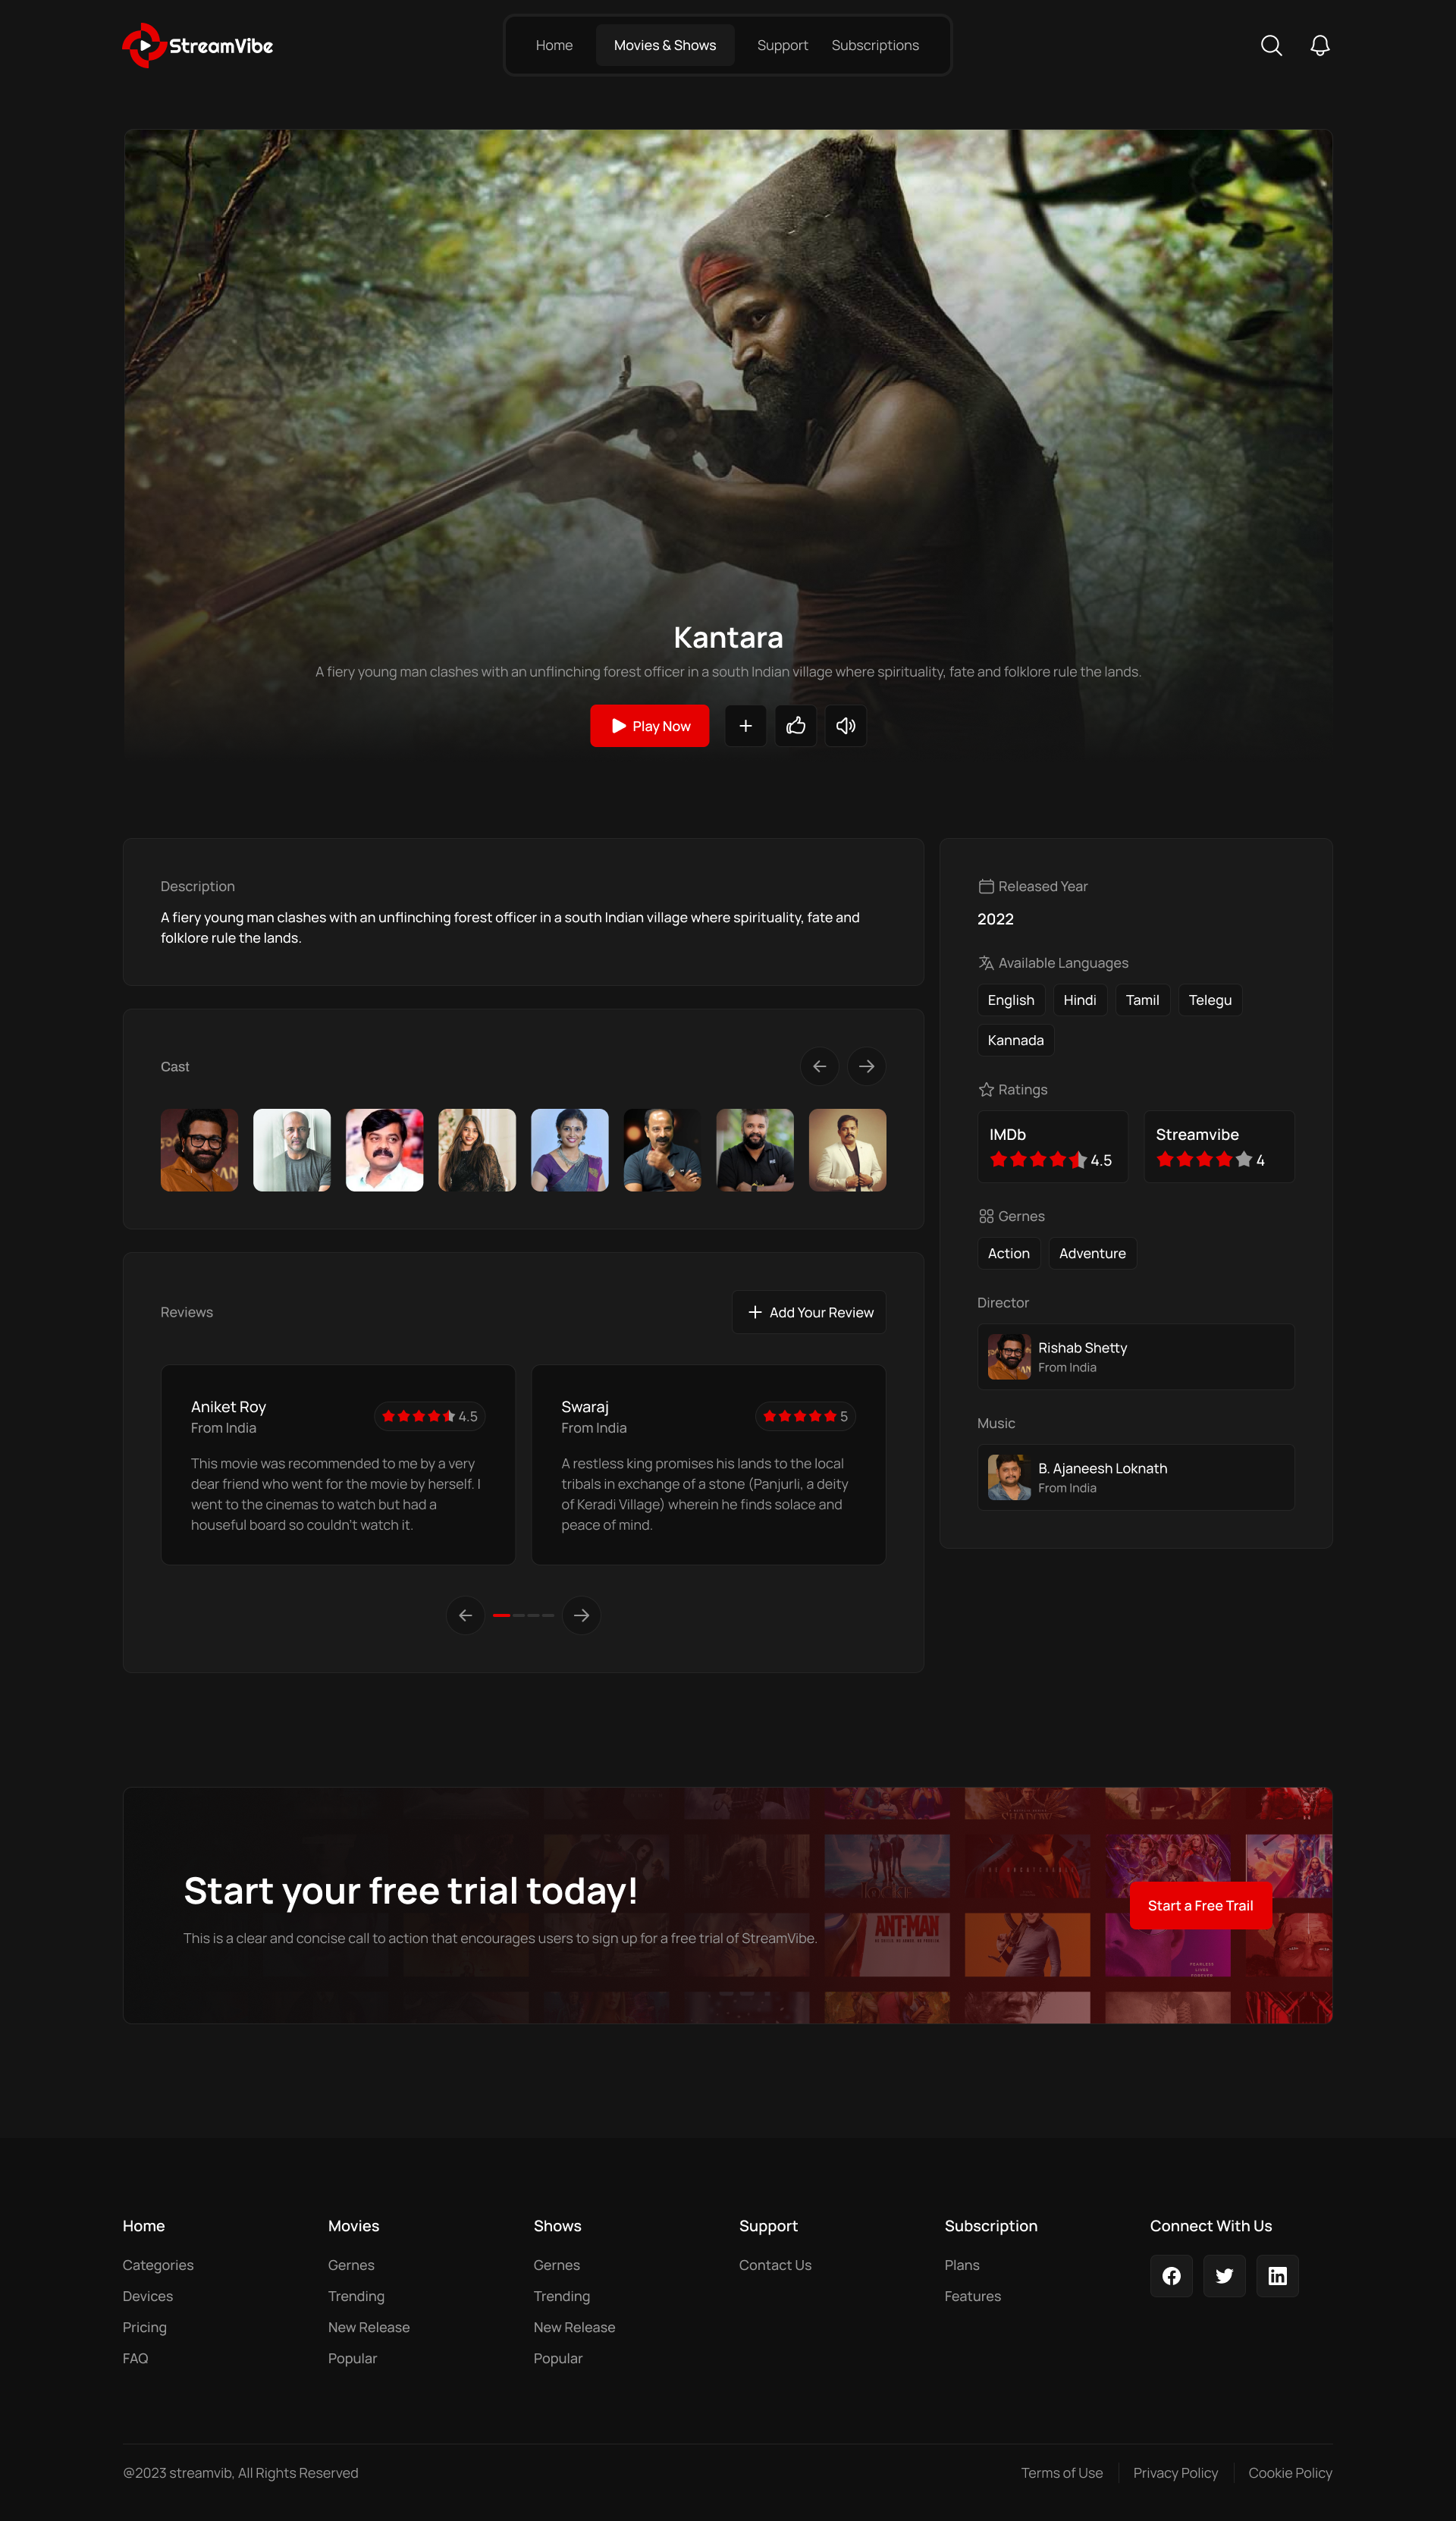 StreamVibe
Home
Movies & Shows
Support
Subscriptions
Kantara
A fiery young man clashes with an unflinching forest officer in a south Indian village where spirituality, fate and folklore rule the lands.
Play Now
Description
A fiery young man clashes with an unflinching forest officer in a south Indian village where spirituality, fate and
folklore rule the lands.
Cast
Reviews
Add Your Review
Aniket Roy
From India
4.5
This movie was recommended to me by a very
dear friend who went for the movie by herself. I
went to the cinemas to watch but had a
houseful board so couldn't watch it.
Swaraj
From India
5
A restless king promises his lands to the local
tribals in exchange of a stone (Panjurli, a deity
of Keradi Village) wherein he finds solace and
peace of mind.
Released Year
2022
Available Languages
English
Hindi
Tamil
Telegu
Kannada
Ratings
IMDb
4.5
Streamvibe
4
Gernes
Action
Adventure
Director
Rishab Shetty
From India
Music
B. Ajaneesh Loknath
From India
Start your free trial today!
This is a clear and concise call to action that encourages users to sign up for a free trial of StreamVibe.
ANT-MAN
FEARLESS
LIVES
FOREVER
Start a Free Trail
Home
Categories
Devices
Pricing
FAQ
Movies
Gernes
Trending
New Release
Popular
Shows
Gernes
Trending
New Release
Popular
Support
Contact Us
Subscription
Plans
Features
Connect With Us
@2023 streamvib, All Rights Reserved
Terms of Use
Privacy Policy
Cookie Policy